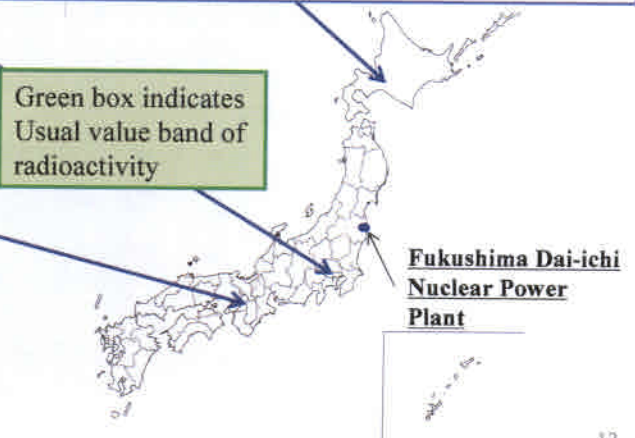 Green box indicates
Usual value band of
radioactivity
Fukushima Dai-ichi
Nuclear Power
Plant